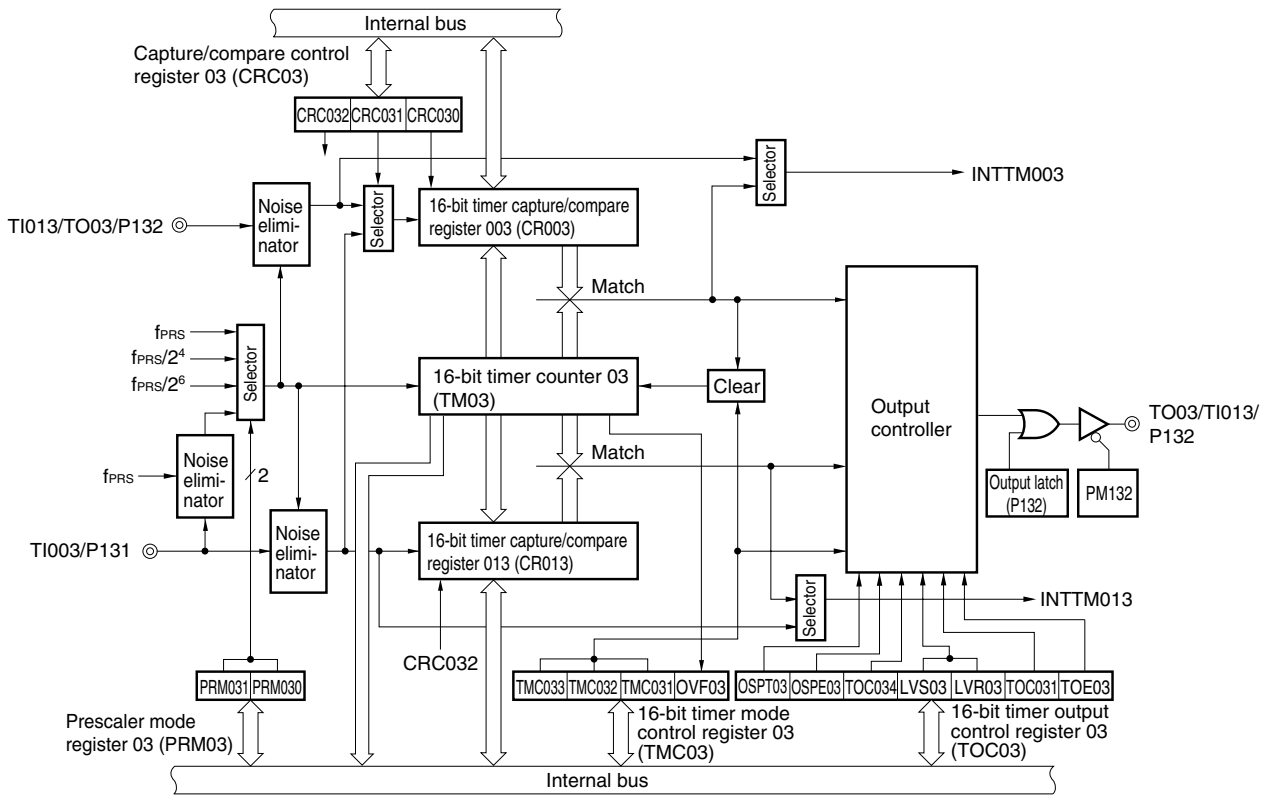 Internal bus
Capture/compare control
register 03 (CRC03)
CRC032 CRC031 CRC030
Selector
INTTM003
TI013/TO03/P132
Noise
elimi-
nator
Selector
16-bit timer capture/compare
register 003 (CR003)
Match
fPRS
fPRS/2⁴
fPRS/2⁶
Selector
16-bit timer counter 03
(TM03)
Clear
Output
controller
TO03/TI013/
P132
Output latch
(P132)
PM132
fPRS
Noise
elimi-
nator
2
Match
TI003/P131
Noise
elimi-
nator
16-bit timer capture/compare
register 013 (CR013)
Selector
INTTM013
CRC032
PRM031 PRM030
TMC033 TMC032 TMC031 OVF03
OSPT03 OSPE03 TOC034 LVS03 LVR03 TOC031 TOE03
Prescaler mode
register 03 (PRM03)
16-bit timer mode
control register 03
(TMC03)
16-bit timer output
control register 03
(TOC03)
Internal bus